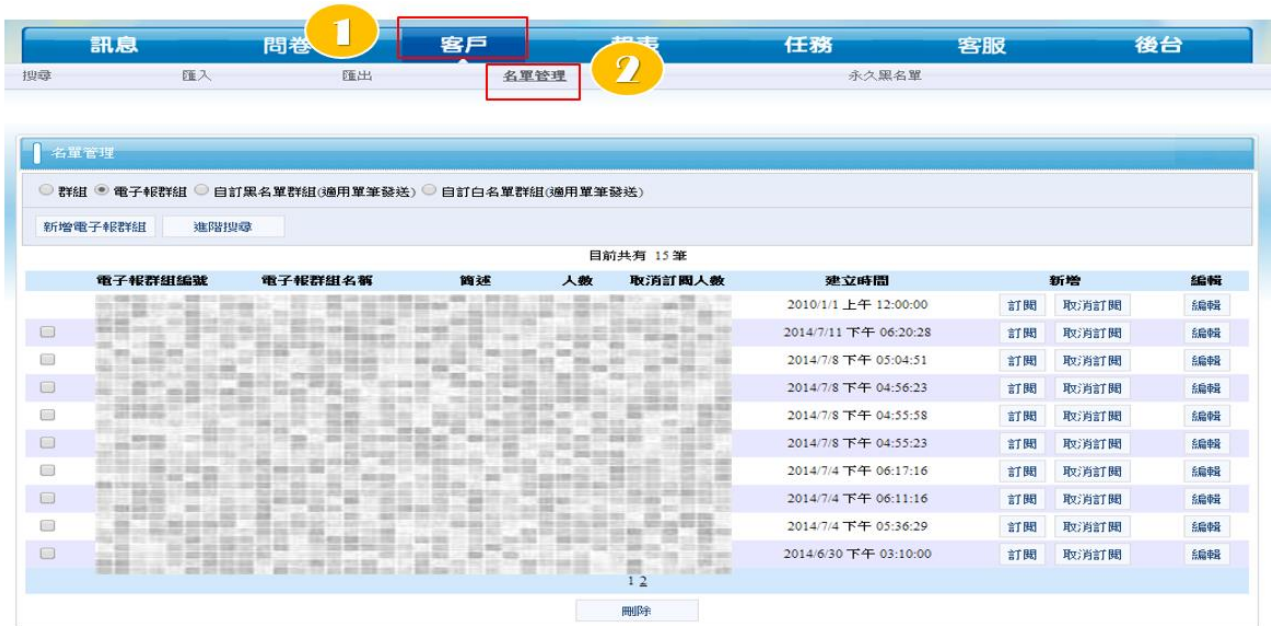 1
訊息 問卷 客戶 報表 任務 客服 後台
2
搜尋 匯入 匯出 名單管理 永久黑名單
名單管理
群組 電子報群組 自訂黑名單群組(適用單筆發送) 自訂白名單群組(適用單筆發送)
新增電子報群組 進階搜尋
目前共有 15 筆
電子報群組編號 電子報群組名稱 簡述 人數 取消訂閱人數 建立時間 新增 編輯
2010/1/1 上午 12:00:00 訂閱 取消訂閱 編輯
2014/7/11 下午 06:20:28 訂閱 取消訂閱 編輯
2014/7/8 下午 05:04:51 訂閱 取消訂閱 編輯
2014/7/8 下午 04:56:23 訂閱 取消訂閱 編輯
2014/7/8 下午 04:55:58 訂閱 取消訂閱 編輯
2014/7/8 下午 04:55:23 訂閱 取消訂閱 編輯
2014/7/4 下午 06:17:16 訂閱 取消訂閱 編輯
2014/7/4 下午 06:11:16 訂閱 取消訂閱 編輯
2014/7/4 下午 05:36:29 訂閱 取消訂閱 編輯
2014/6/30 下午 03:10:00 訂閱 取消訂閱 編輯
1 2
刪除